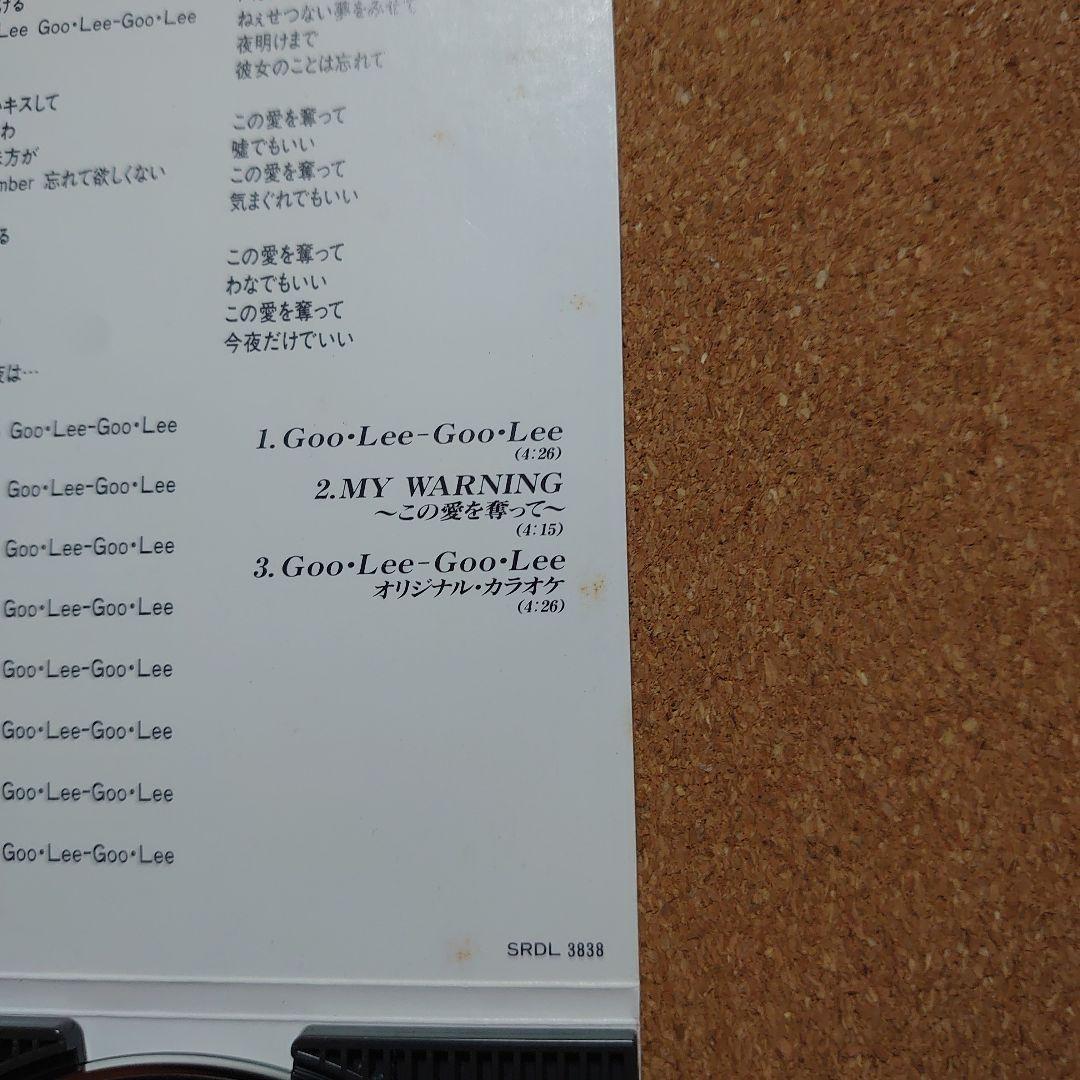 ける
Lee Goo・Lee-Goo・Lee
キスして
わ
方が
mber 忘れて欲しくない
る
夜は…
Goo・Lee-Goo・Lee
Goo・Lee-Goo・Lee
Goo・Lee-Goo・Lee
Goo・Lee-Goo・Lee
Goo・Lee-Goo・Lee
Goo・Lee-Goo・Lee
Goo・Lee-Goo・Lee
Goo・Lee-Goo・Lee
ねぇせつない夢をみせて
夜明けまで
彼女のことは忘れて
この愛を奪って
嘘でもいい
この愛を奪って
気まぐれでもいい
この愛を奪って
わなでもいい
この愛を奪って
今夜だけでいい
1.Goo・Lee-Goo・Lee
(4:26)
2.MY WARNING
～この愛を奪って～
(4:15)
3.Goo・Lee-Goo・Lee
オリジナル・カラオケ
(4:26)
SRDL 3838